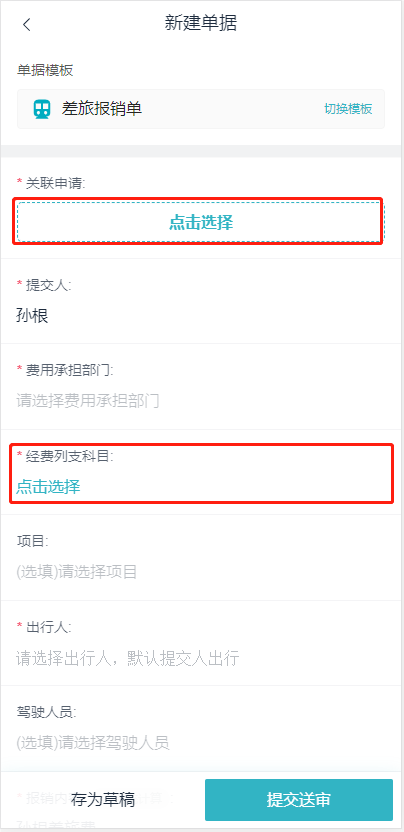 新建单据
单据模板
差旅报销单
切换模板
* 关联申请:
点击选择
* 提交人:
孙根
* 费用承担部门:
请选择费用承担部门
* 经费列支科目:
点击选择
项目:
(选填)请选择项目
* 出行人:
请选择出行人，默认提交人出行
驾驶人员:
(选填)请选择驾驶人员
* 报销内
存为草稿
提交送审